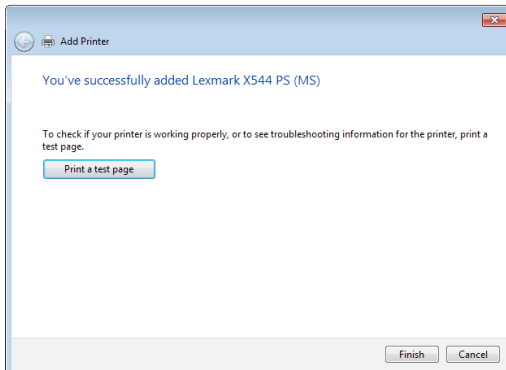 Add Printer
You've successfully added Lexmark X544 PS (MS)
To check if your printer is working properly, or to see troubleshooting information for the printer, print a
test page.
Print a test page
Finish Cancel